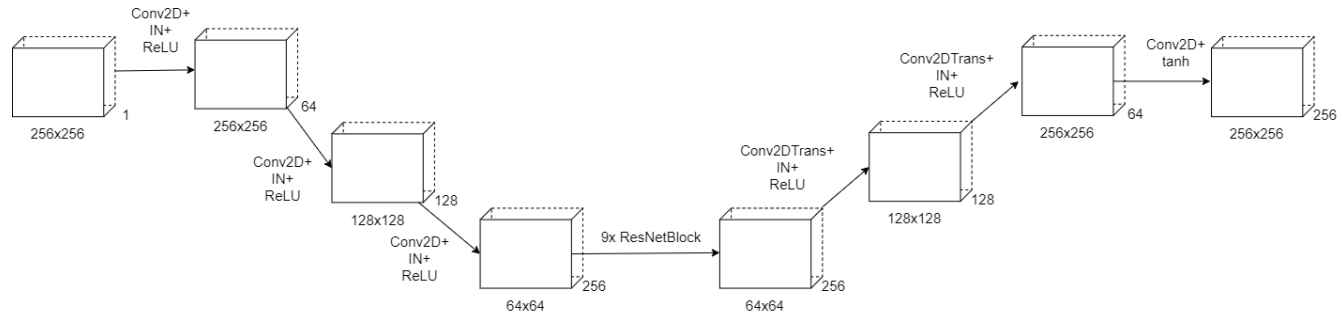 Conv2D+
IN+
ReLU
1
256x256
64
256x256
Conv2D+
IN+
ReLU
128
128x128
Conv2D+
IN+
ReLU
256
64x64
9x ResNetBlock
256
64x64
Conv2DTrans+
IN+
ReLU
128
128x128
Conv2DTrans+
IN+
ReLU
64
256x256
Conv2D+
tanh
256
256x256